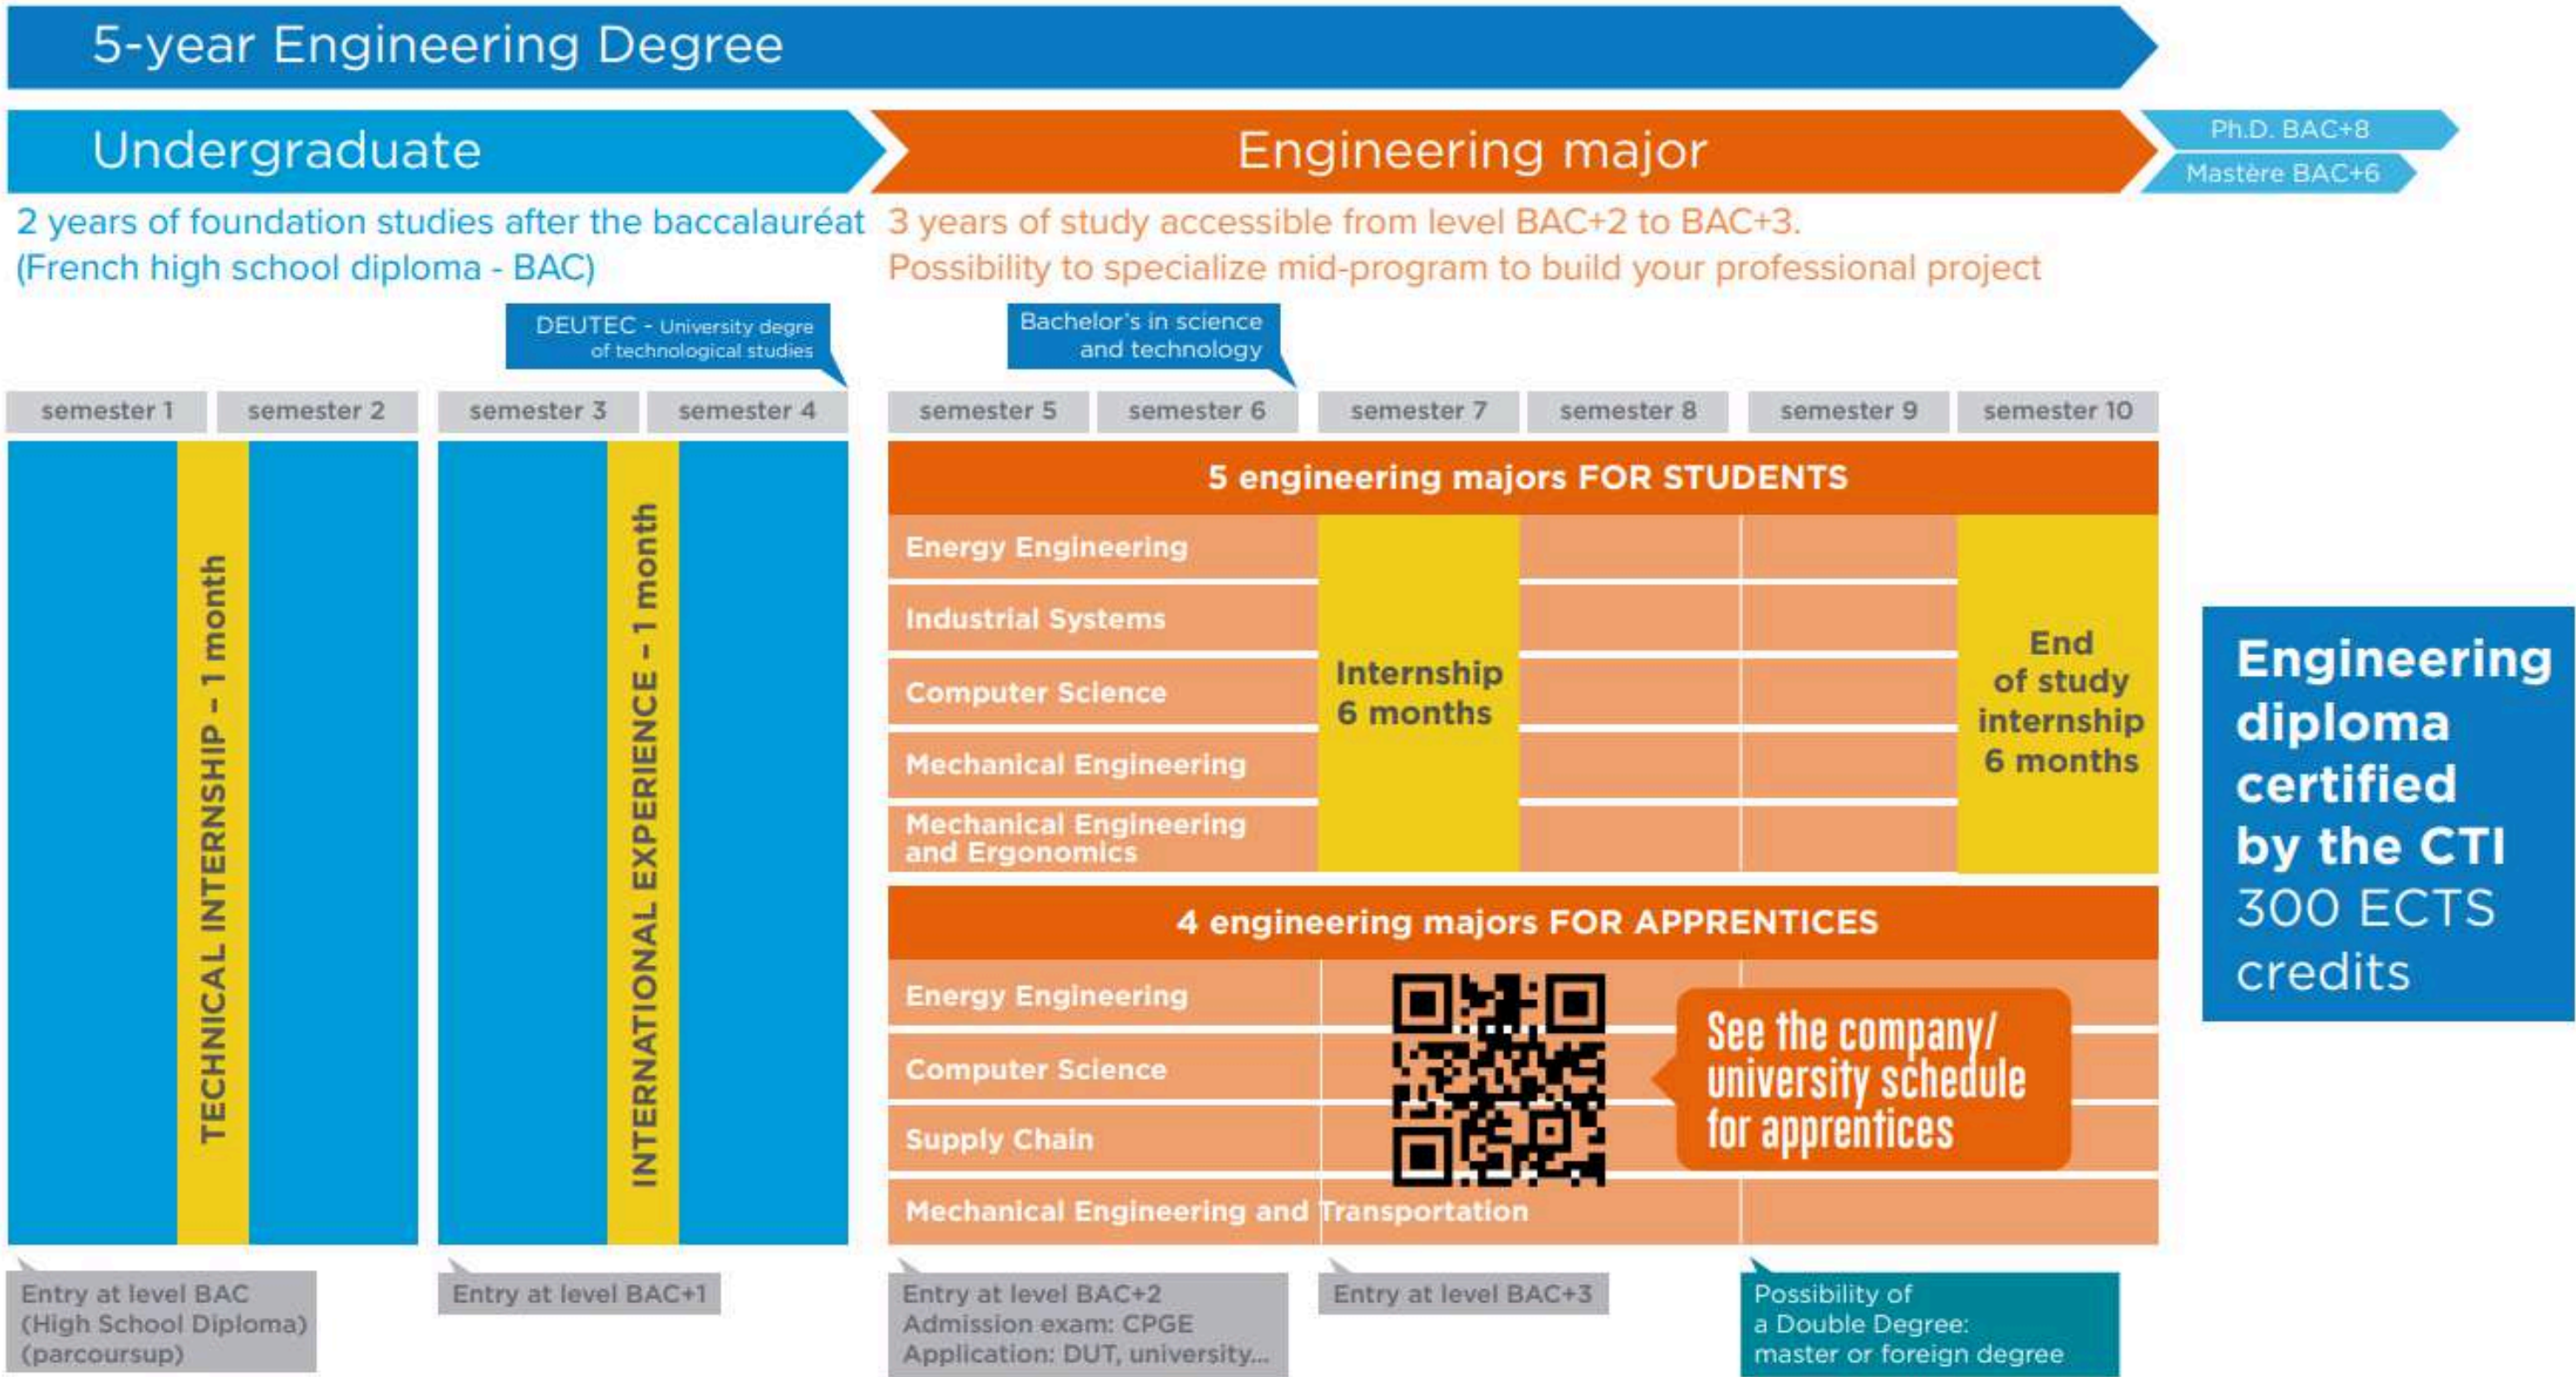 5-year Engineering Degree
Undergraduate
Engineering major
Ph.D. BAC+8
Mastère BAC+6
2 years of foundation studies after the baccalauréat
(French high school diploma - BAC)
3 years of study accessible from level BAC+2 to BAC+3.
Possibility to specialize mid-program to build your professional project
DEUTEC - University degre
of technological studies
Bachelor's in science
and technology
semester 1
semester 2
semester 3
semester 4
semester 5
semester 6
semester 7
semester 8
semester 9
semester 10
TECHNICAL INTERNSHIP - 1 month
INTERNATIONAL EXPERIENCE - 1 month
5 engineering majors FOR STUDENTS
Energy Engineering
Industrial Systems
Computer Science
Mechanical Engineering
Mechanical Engineering
and Ergonomics
Internship
6 months
End
of study
internship
6 months
4 engineering majors FOR APPRENTICES
Energy Engineering
Computer Science
Supply Chain
Mechanical Engineering and Transportation
See the company/
university schedule
for apprentices
Engineering
diploma
certified
by the CTI
300 ECTS
credits
Entry at level BAC
(High School Diploma)
(parcoursup)
Entry at level BAC+1
Entry at level BAC+2
Admission exam: CPGE
Application: DUT, university...
Entry at level BAC+3
Possibility of
a Double Degree:
master or foreign degree